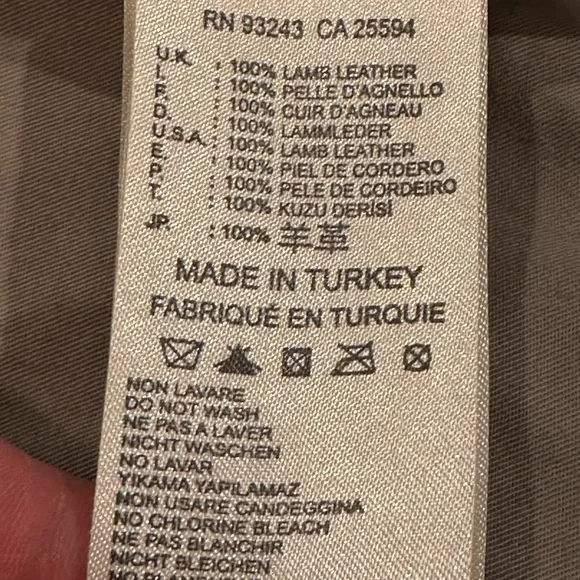 RN 93243 CA 25594
U.K. : 100% LAMB LEATHER
I. : 100% PELLE D'AGNELLO
F. : 100% CUIR D'AGNEAU
D. : 100% LAMMLEDER
U.S.A. : 100% LAMB LEATHER
E. : 100% PIEL DE CORDERO
P. : 100% PELE DE CORDEIRO
T. : 100% KUZU DERİSİ
JP. : 100% 羊革
MADE IN TURKEY
FABRIQUÉ EN TURQUIE
NON LAVARE
DO NOT WASH
NE PAS A LAVER
NICHT WASCHEN
NO LAVAR
YIKAMA YAPILAMAZ
NON USARE CANDEGGINA
NO CHLORINE BLEACH
NE PAS BLANCHIR
NICHT BLEICHEN